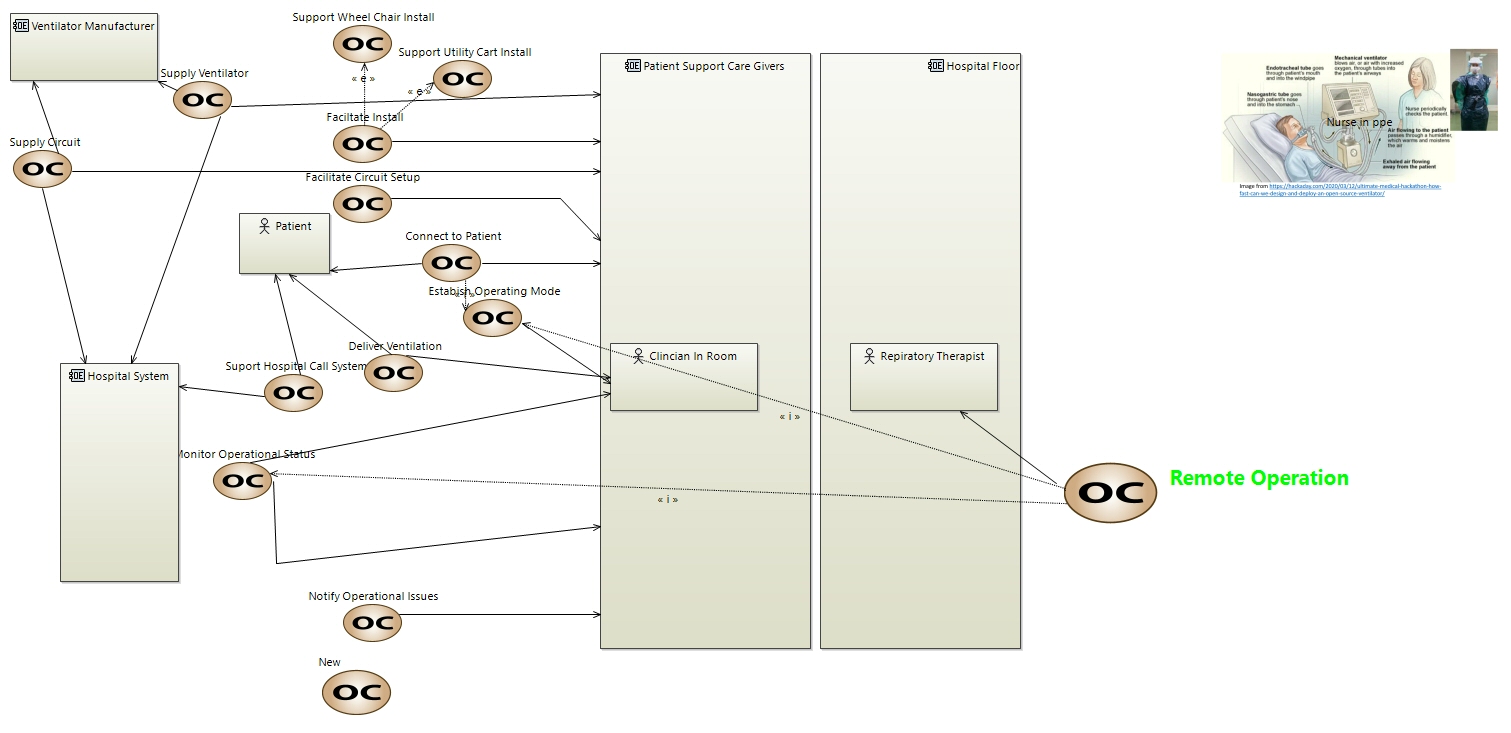 Support Wheel Chair Install
OE Ventilator Manufacturer
OC
Support Utility Cart Install
Supply Ventilator
OC
« e »
OC
« e »
OE Patient Support Care Givers
OE Hospital Floor
Faciltate Install
OC
Supply Circuit
OC
Facilitate Circuit Setup
OC
Patient
Connect to Patient
OC
Establish Operating Mode
OC
Deliver Ventilation
OC
Clincian In Room
Repiratory Therapist
Suport Hospital Call System
OC
OE Hospital System
« i »
Monitor Operational Status
OC
« i »
OC
Remote Operation
Notify Operational Issues
OC
New
OC
Mechanical ventilator
blows air, or air with increased
oxygen, through tubes into
the patient's airways
Endotracheal tube goes
through patient's mouth
and into the windpipe
Nasogastric tube goes
through patient's nose
and into the stomach
Nurse periodically
checks the patient
Nurse in ppe
Air flowing to the patient
passes through a humidifier,
which warms and moistens
the air
Exhaled air flowing
away from the patient
Image from https://hackaday.com/2020/03/12/ultimate-medical-hackathon-how-
fast-can-we-design-and-deploy-an-open-source-ventilator/